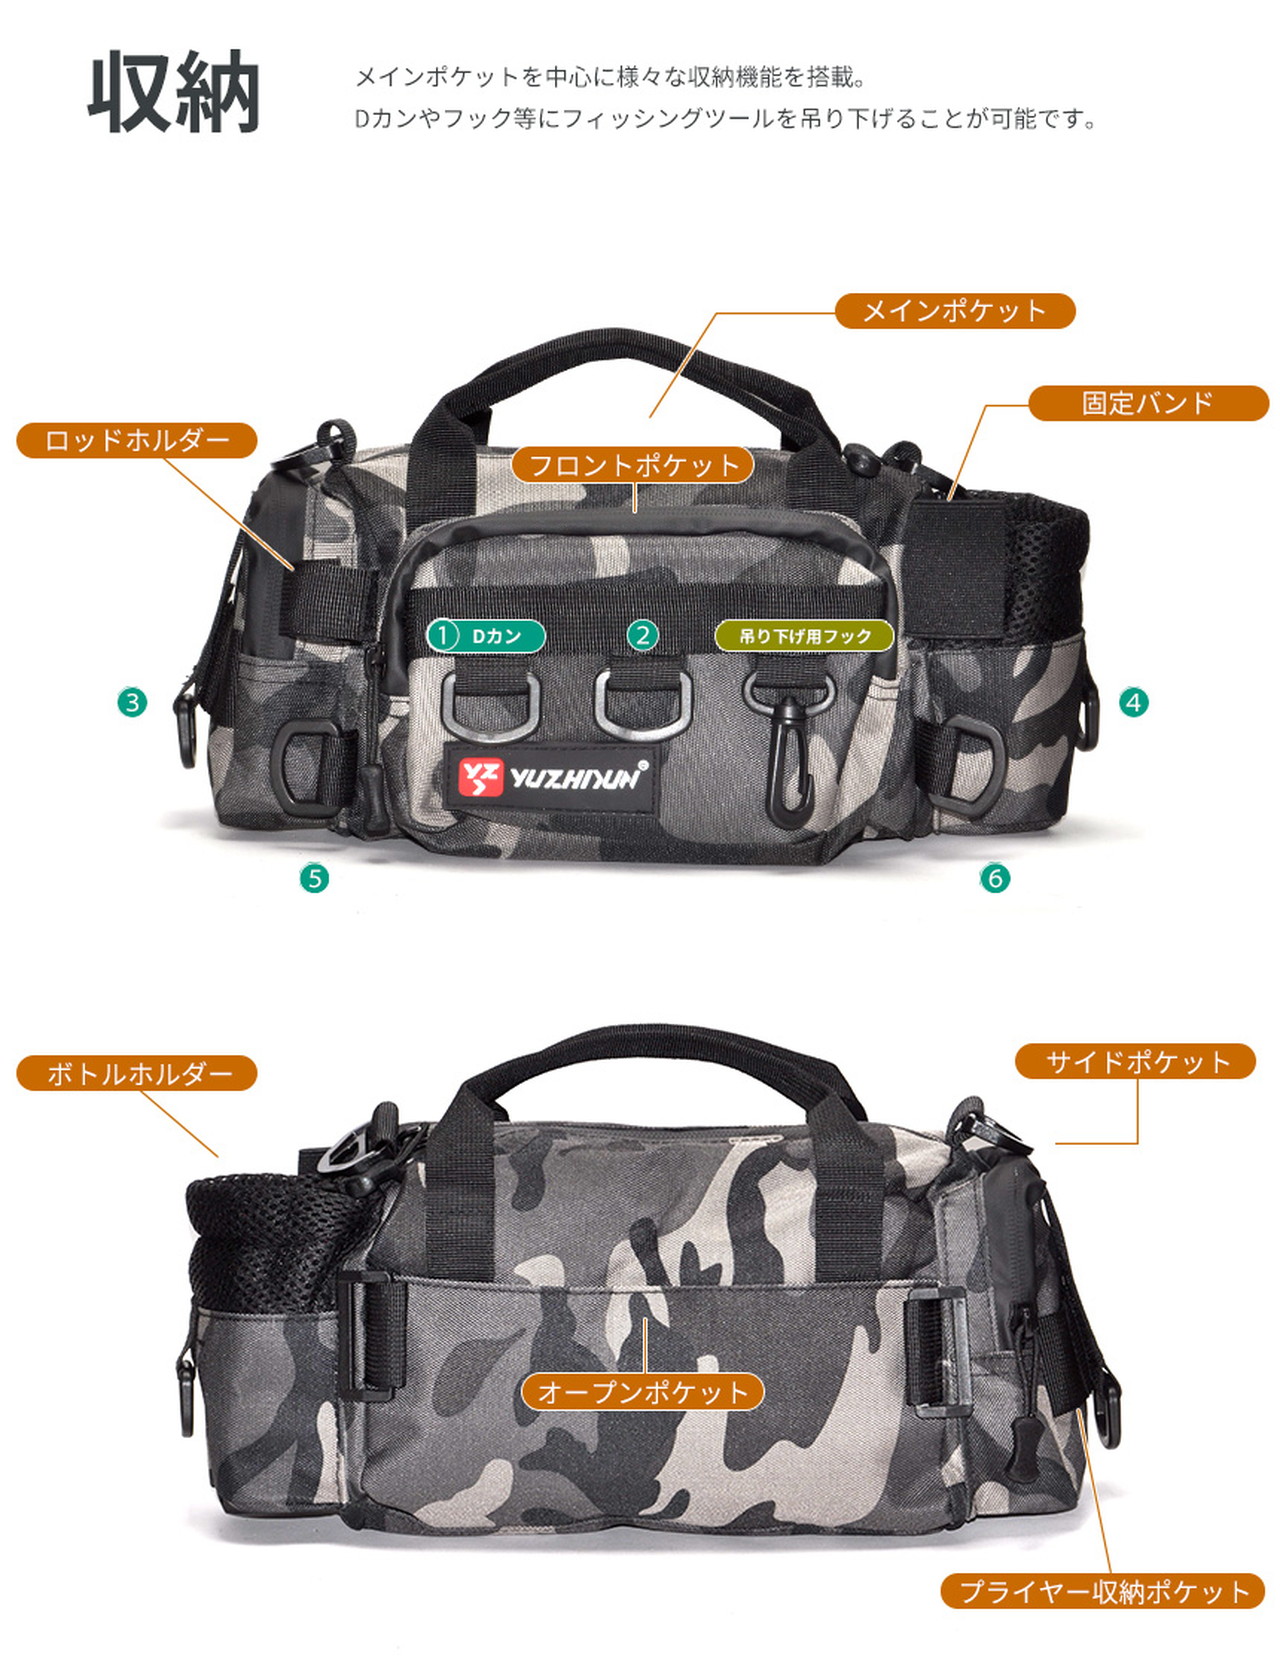 収納
メインポケットを中心に様々な収納機能を搭載。
Dカンやフック等にフィッシングツールを吊り下げることが可能です。
メインポケット
固定バンド
ロッドホルダー
フロントポケット
1 Dカン
2
吊り下げ用フック
3
4
YZ
YUZHIYUN
5
6
ボトルホルダー
サイドポケット
オープンポケット
プライヤー収納ポケット